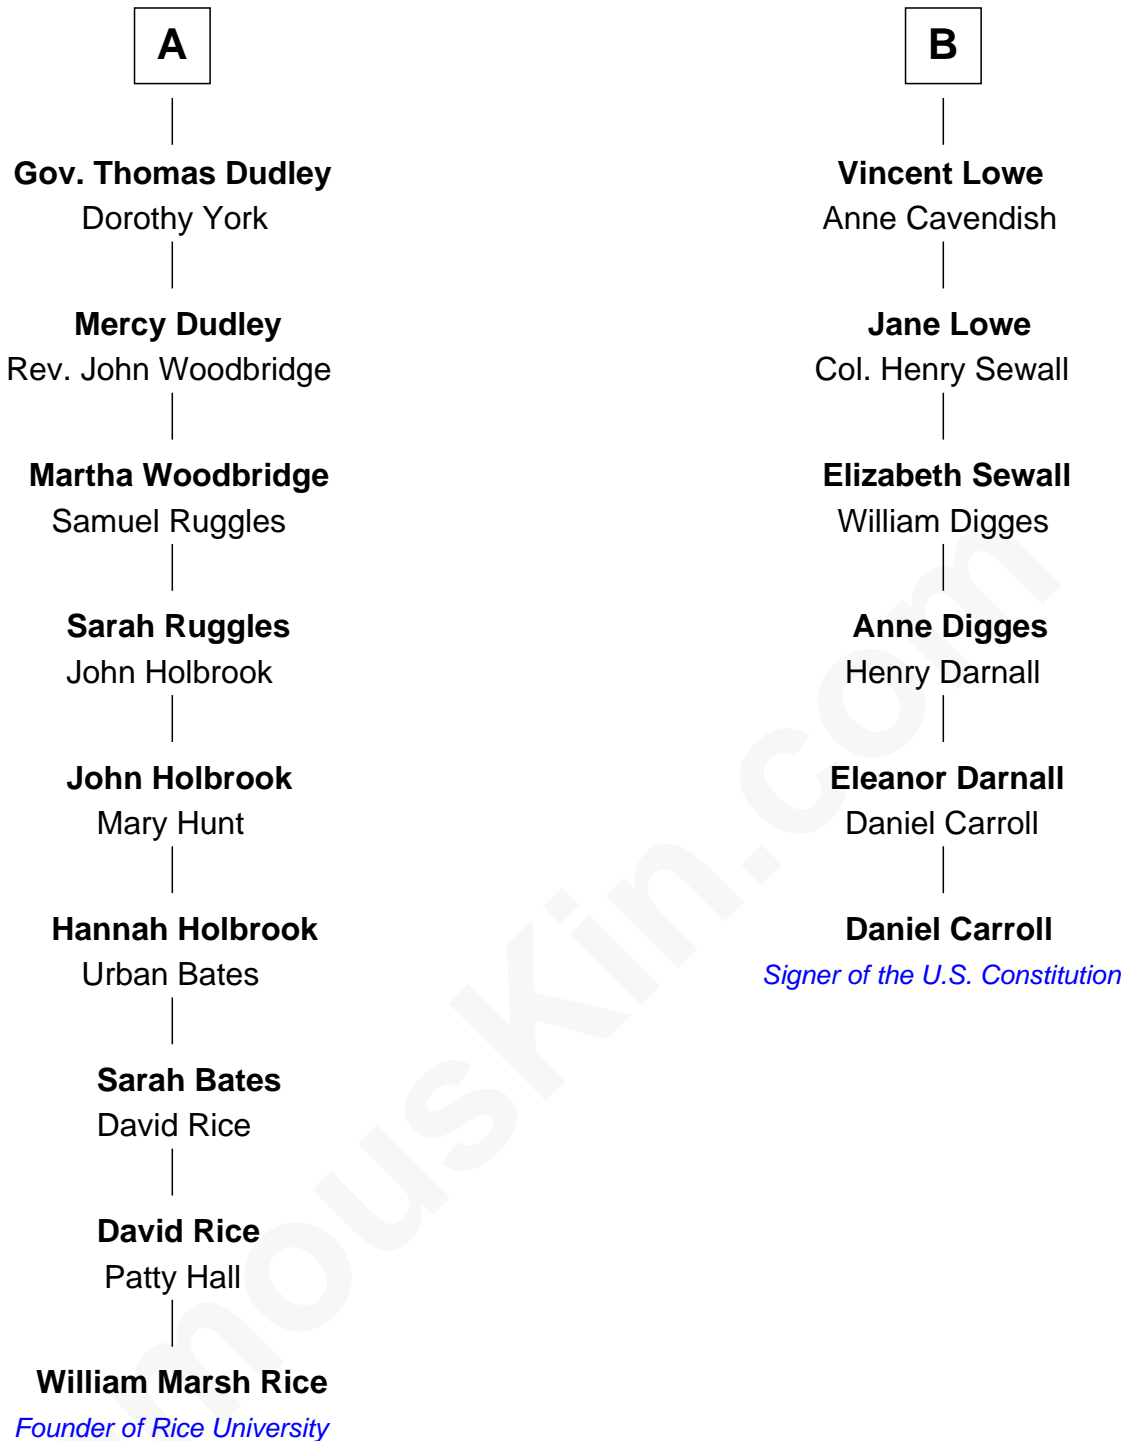 A
Gov. Thomas Dudley
Dorothy York
Mercy Dudley
Rev. John Woodbridge
Martha Woodbridge
Samuel Ruggles
Sarah Ruggles
John Holbrook
John Holbrook
Mary Hunt
Hannah Holbrook
Urban Bates
Sarah Bates
David Rice
David Rice
Patty Hall
William Marsh Rice
Founder of Rice University
B
Vincent Lowe
Anne Cavendish
Jane Lowe
Col. Henry Sewall
Elizabeth Sewall
William Digges
Anne Digges
Henry Darnall
Eleanor Darnall
Daniel Carroll
Daniel Carroll
Signer of the U.S. Constitution
mousKin.com